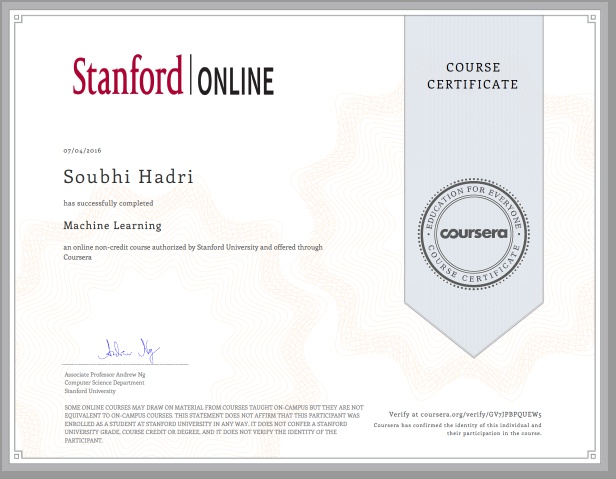 Stanford ONLINE
COURSE
CERTIFICATE
07/04/2016
Soubhi Hadri
has successfully completed
Machine Learning
an online non-credit course authorized by Stanford University and offered through
Coursera
EDUCATION FOR EVERYONE
coursera
COURSE CERTIFICATE
Andrew Ng
Associate Professor Andrew Ng
Computer Science Department
Stanford University
SOME ONLINE COURSES MAY DRAW ON MATERIAL FROM COURSES TAUGHT ON-CAMPUS BUT THEY ARE NOT
EQUIVALENT TO ON-CAMPUS COURSES. THIS STATEMENT DOES NOT AFFIRM THAT THIS PARTICIPANT WAS
ENROLLED AS A STUDENT AT STANFORD UNIVERSITY IN ANY WAY. IT DOES NOT CONFER A STANFORD
UNIVERSITY GRADE, COURSE CREDIT OR DEGREE, AND IT DOES NOT VERIFY THE IDENTITY OF THE
PARTICIPANT.
Verify at coursera.org/verify/GV7JPBPQUEW5
Coursera has confirmed the identity of this individual and
their participation in the course.